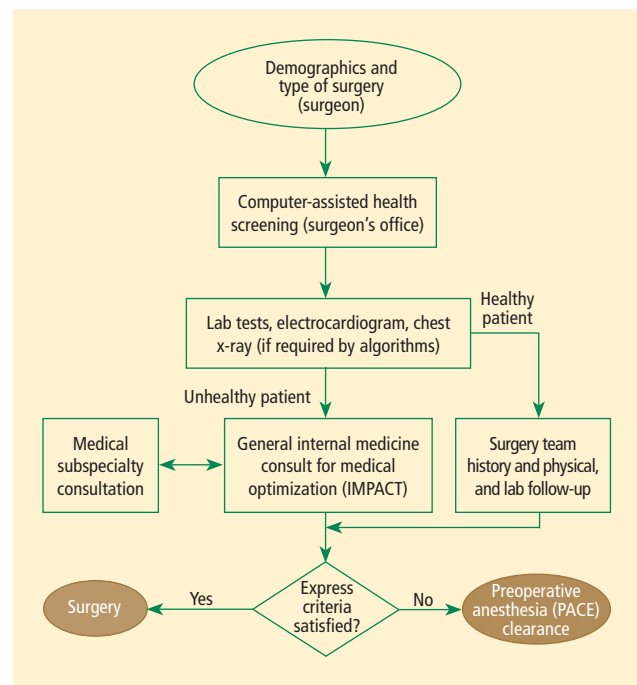 Demographics and
type of surgery
(surgeon)
Computer-assisted health
screening (surgeon's office)
Healthy
patient
Lab tests, electrocardiogram, chest
x-ray (if required by algorithms)
Unhealthy patient
Medical
subspecialty
consultation
General internal medicine
consult for medical
optimization (IMPACT)
Surgery team
history and physical,
and lab follow-up
Surgery
Yes
Express
criteria
satisfied?
No
Preoperative
anesthesia (PACE)
clearance